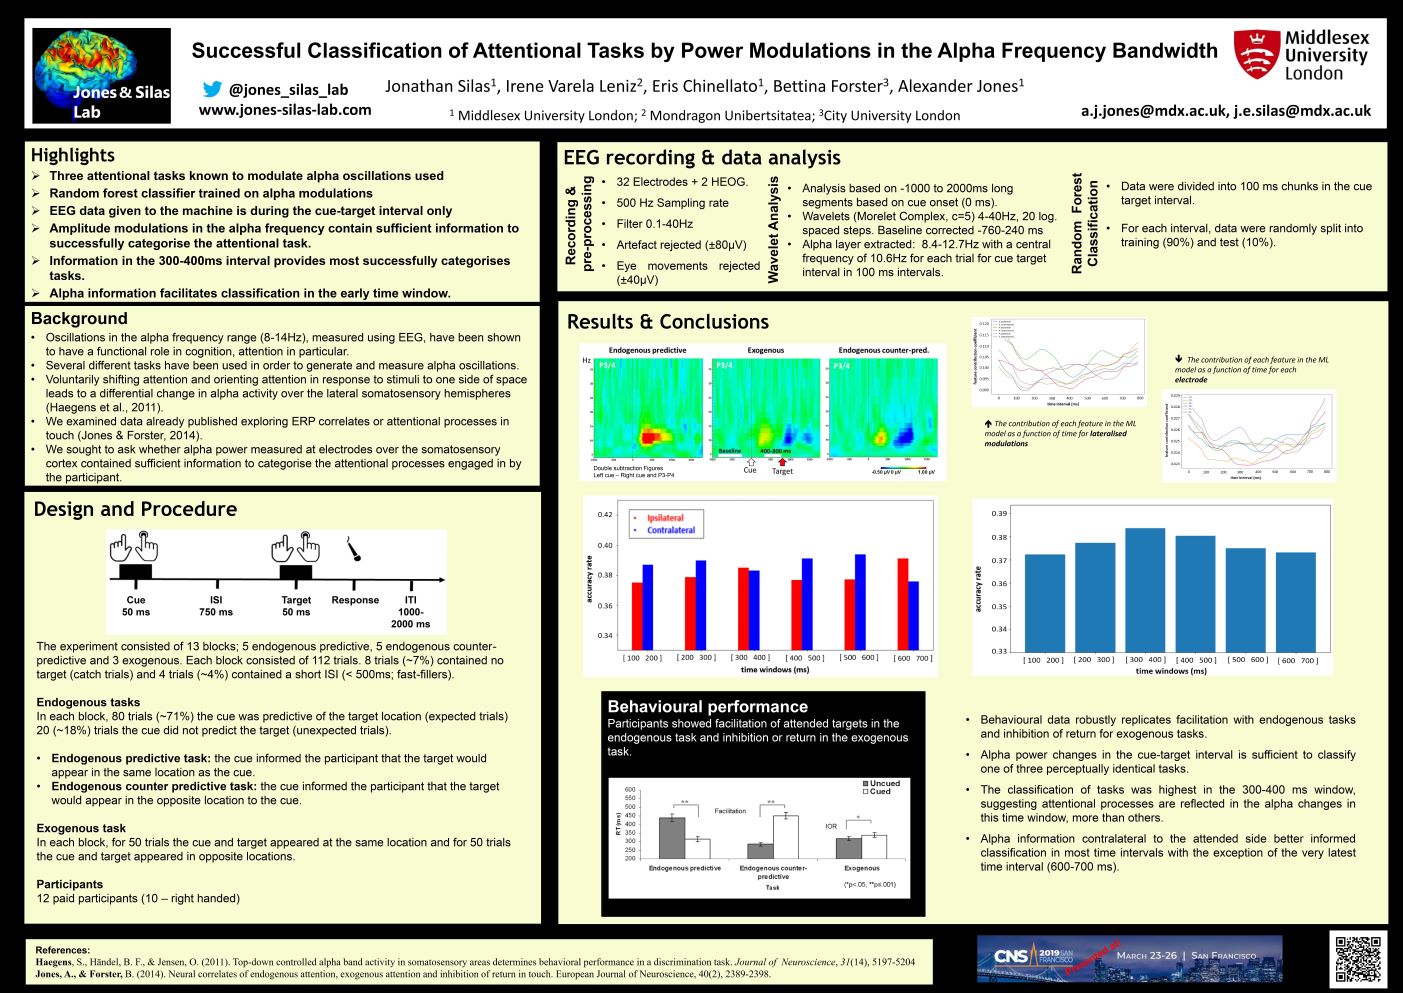 Successful Classification of Attentional Tasks by Power Modulations in the Alpha Frequency Bandwidth
Jones & Silas
Lab
@jones_silas_lab
www.jones-silas-lab.com
Jonathan Silas1, Irene Varela Leniz2, Eris Chinellato1, Bettina Forster3, Alexander Jones1
1 Middlesex University London; 2 Mondragon Unibertsitatea; 3City University London
Middlesex
University
London
a.j.jones@mdx.ac.uk, j.e.silas@mdx.ac.uk
Highlights
➢ Three attentional tasks known to modulate alpha oscillations used
➢ Random forest classifier trained on alpha modulations
➢ EEG data given to the machine is during the cue-target interval only
➢ Amplitude modulations in the alpha frequency contain sufficient information to
successfully categorise the attentional task.
➢ Information in the 300-400ms interval provides most successfully categorises
tasks.
➢ Alpha information facilitates classification in the early time window.
Background
• Oscillations in the alpha frequency range (8-14Hz), measured using EEG, have been shown
to have a functional role in cognition, attention in particular.
• Several different tasks have been used in order to generate and measure alpha oscillations.
• Voluntarily shifting attention and orienting attention in response to stimuli to one side of space
leads to a differential change in alpha activity over the lateral somatosensory hemispheres
(Haegens et al., 2011).
• We examined data already published exploring ERP correlates or attentional processes in
touch (Jones & Forster, 2014).
• We sought to ask whether alpha power measured at electrodes over the somatosensory
cortex contained sufficient information to categorise the attentional processes engaged in by
the participant.
Design and Procedure
Cue
50 ms
ISI
750 ms
Target
50 ms
Response
ITI
1000-
2000 ms
The experiment consisted of 13 blocks; 5 endogenous predictive, 5 endogenous counter-
predictive and 3 exogenous. Each block consisted of 112 trials. 8 trials (~7%) contained no
target (catch trials) and 4 trials (~4%) contained a short ISI (< 500ms; fast-fillers).
Endogenous tasks
In each block, 80 trials (~71%) the cue was predictive of the target location (expected trials)
20 (~18%) trials the cue did not predict the target (unexpected trials).
• Endogenous predictive task: the cue informed the participant that the target would
appear in the same location as the cue.
• Endogenous counter predictive task: the cue informed the participant that the target
would appear in the opposite location to the cue.
Exogenous task
In each block, for 50 trials the cue and target appeared at the same location and for 50 trials
the cue and target appeared in opposite locations.
Participants
12 paid participants (10 – right handed)
EEG recording & data analysis
Recording &
pre-processing
• 32 Electrodes + 2 HEOG.
• 500 Hz Sampling rate
• Filter 0.1-40Hz
• Artefact rejected (±80µV)
• Eye movements rejected
(±40µV)
Wavelet Analysis
• Analysis based on -1000 to 2000ms long
segments based on cue onset (0 ms).
• Wavelets (Morelet Complex, c=5) 4-40Hz, 20 log.
spaced steps. Baseline corrected -760-240 ms
• Alpha layer extracted: 8.4-12.7Hz with a central
frequency of 10.6Hz for each trial for cue target
interval in 100 ms intervals.
Random Forest
Classification
• Data were divided into 100 ms chunks in the cue
target interval.
• For each interval, data were randomly split into
training (90%) and test (10%).
Results & Conclusions
Endogenous predictive
Exogenous
Endogenous counter-pred.
Hz
P3/4
P3/4
P3/4
Baseline
400-800 ms
Cue
Target
Double subtraction Figures
Left cue – Right cue and P3-P4
-0.50 µV 0 µV 1.00 µV
feature contribution coefficient
0 100 200 300 400 500 600 700 800
time interval (ms)
🡹 The contribution of each feature in the ML
model as a function of time for lateralised
modulations
🡻 The contribution of each feature in the ML
model as a function of time for each
electrode
feature contribution coefficient
0 100 200 300 400 500 600 700 800
time interval (ms)
accuracy rate
0.42
0.40
0.38
0.36
0.34
Ipsilateral
Contralateral
[ 100 200 ] [ 200 300 ] [ 300 400 ] [ 400 500 ] [ 500 600 ] [ 600 700 ]
time windows (ms)
accuracy rate
0.39
0.38
0.37
0.36
0.35
0.34
0.33
[ 100 200 ] [ 200 300 ] [ 300 400 ] [ 400 500 ] [ 500 600 ] [ 600 700 ]
time windows (ms)
Behavioural performance
Participants showed facilitation of attended targets in the
endogenous task and inhibition or return in the exogenous
task.
Uncued
Cued
RT (ms)
600
550
500
450
400
350
300
250
200
**
Facilitation
**
IOR
*
Endogenous predictive
Endogenous counter-
predictive
Exogenous
Task
(*p<.05, **p≤.001)
• Behavioural data robustly replicates facilitation with endogenous tasks
and inhibition of return for exogenous tasks.
• Alpha power changes in the cue-target interval is sufficient to classify
one of three perceptually identical tasks.
• The classification of tasks was highest in the 300-400 ms window,
suggesting attentional processes are reflected in the alpha changes in
this time window, more than others.
• Alpha information contralateral to the attended side better informed
classification in most time intervals with the exception of the very latest
time interval (600-700 ms).
References:
Haegens, S., Händel, B. F., & Jensen, O. (2011). Top-down controlled alpha band activity in somatosensory areas determines behavioral performance in a discrimination task. Journal of Neuroscience, 31(14), 5197-5204
Jones, A., & Forster, B. (2014). Neural correlates of endogenous attention, exogenous attention and inhibition of return in touch. European Journal of Neuroscience, 40(2), 2389-2398.
CNS 2019 SAN
FRANCISCO
Presented at:
MARCH 23-26 | SAN FRANCISCO